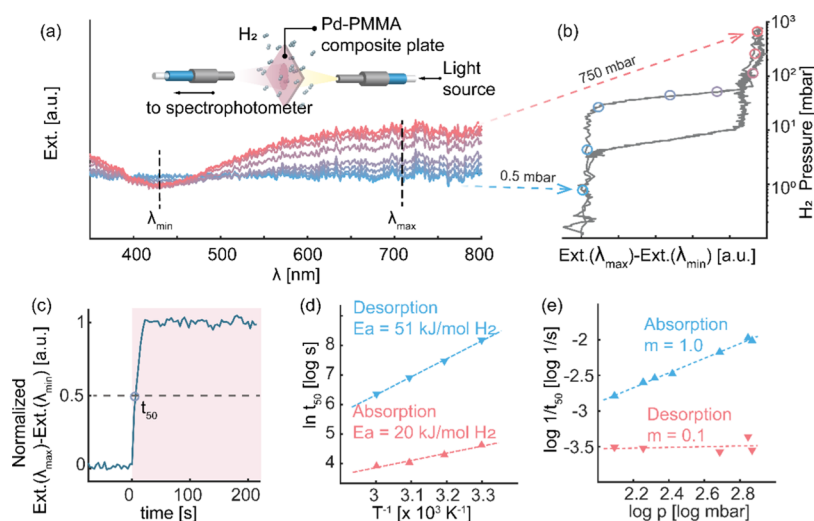 (a)
H₂
Pd-PMMA
composite plate
Light
source
to spectrophotometer
Ext. [a.u.]
λmin
λmax
400
500
600
700
800
λ [nm]
750 mbar
0.5 mbar
(b)
10³
10²
10¹
10⁰
H₂ Pressure [mbar]
Ext.(λmax)-Ext.(λmin) [a.u.]
(c)
Normalized
Ext.(λmax)-Ext.(λmin) [a.u.]
1
0.5
0
t₅₀
0
100
200
time [s]
(d)
Desorption
Ea = 51 kJ/mol H2
Absorption
Ea = 20 kJ/mol H2
ln t₅₀ [log s]
8
6
4
3
3.1
3.2
3.3
T⁻¹ [x 10³ K⁻¹]
(e)
Absorption
m = 1.0
Desorption
m = 0.1
log 1/t₅₀ [log 1/s]
-2
-2.5
-3
-3.5
2.2
2.4
2.6
2.8
log p [log mbar]